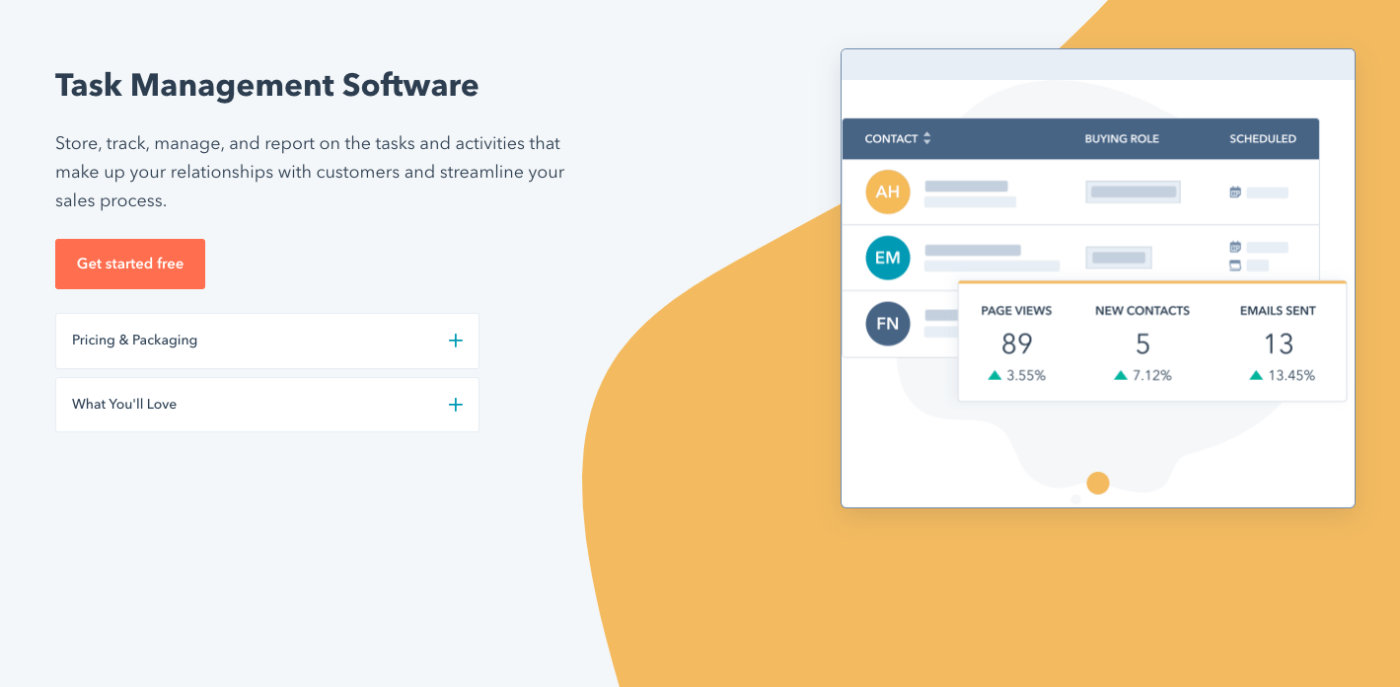 Task Management Software
Store, track, manage, and report on the tasks and activities that
make up your relationships with customers and streamline your
sales process.
Get started free
Pricing & Packaging
What You'll Love
CONTACT BUYING ROLE SCHEDULED
AH
EM
FN
PAGE VIEWS NEW CONTACTS EMAILS SENT
89 5 13
3.55% 7.12% 13.45%